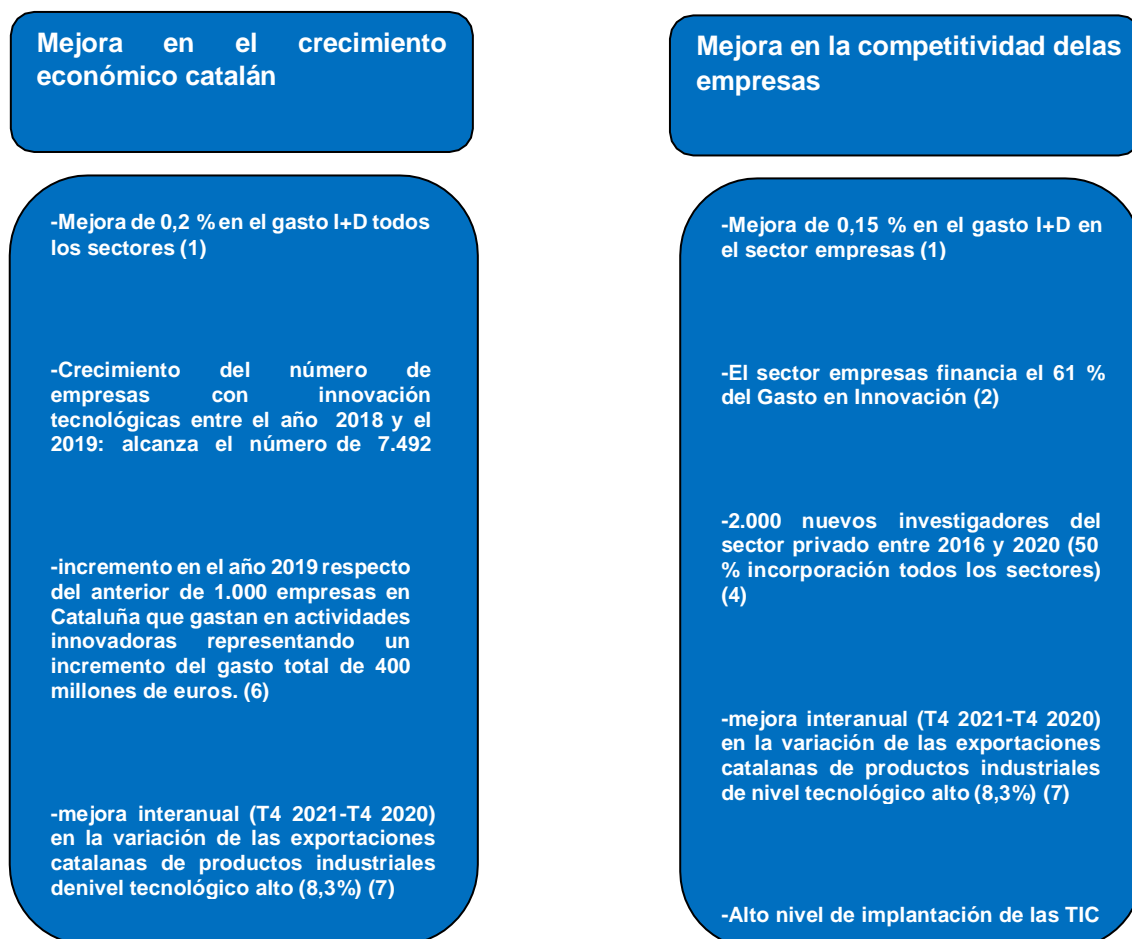 Mejora en el crecimiento
económico catalán
-Mejora de 0,2 % en el gasto I+D todos
los sectores (1)
-Crecimiento del número de
empresas con innovación
tecnológicas entre el año 2018 y el
2019: alcanza el número de 7.492
-incremento en el año 2019 respecto
del anterior de 1.000 empresas en
Cataluña que gastan en actividades
innovadoras representando un
incremento del gasto total de 400
millones de euros. (6)
-mejora interanual (T4 2021-T4 2020)
en la variación de las exportaciones
catalanas de productos industriales
denivel tecnológico alto (8,3%) (7)
Mejora en la competitividad delas
empresas
-Mejora de 0,15 % en el gasto I+D en
el sector empresas (1)
-El sector empresas financia el 61 %
del Gasto en Innovación (2)
-2.000 nuevos investigadores del
sector privado entre 2016 y 2020 (50
% incorporación todos los sectores)
(4)
-mejora interanual (T4 2021-T4 2020)
en la variación de las exportaciones
catalanas de productos industriales
de nivel tecnológico alto (8,3%) (7)
-Alto nivel de implantación de las TIC